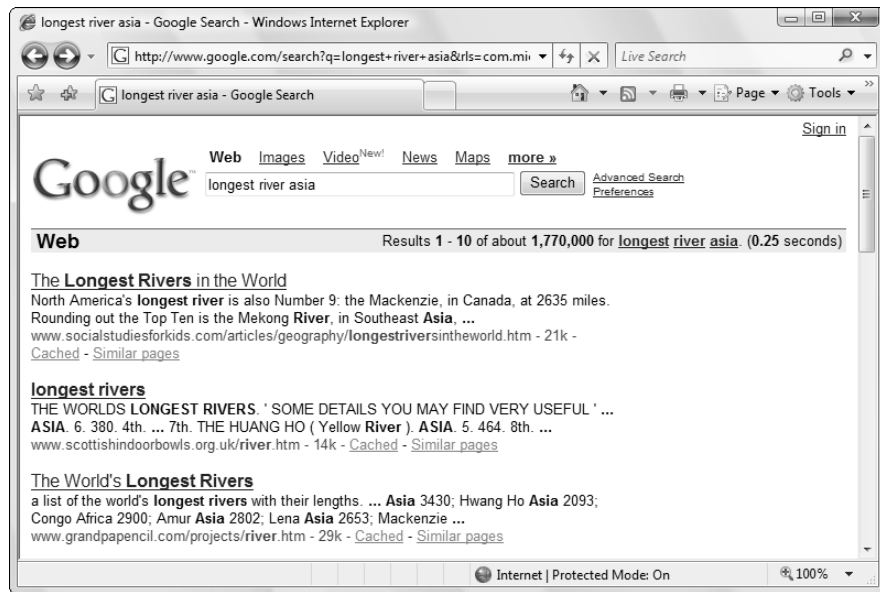 longest river asia - Google Search - Windows Internet Explorer
http://www.google.com/search?q=longest+river+asia&rls=com.mi
Live Search
longest river asia - Google Search
Page
Tools
Sign in
Web Images Video New! News Maps more »
Google™
longest river asia
Search
Advanced Search
Preferences
Web
Results 1 - 10 of about 1,770,000 for longest river asia. (0.25 seconds)
The Longest Rivers in the World
North America's longest river is also Number 9: the Mackenzie, in Canada, at 2635 miles.
Rounding out the Top Ten is the Mekong River, in Southeast Asia, ...
www.socialstudiesforkids.com/articles/geography/longestriversintheworld.htm - 21k -
Cached - Similar pages
longest rivers
THE WORLDS LONGEST RIVERS. ' SOME DETAILS YOU MAY FIND VERY USEFUL ' ...
ASIA. 6. 380. 4th. ... 7th. THE HUANG HO ( Yellow River ). ASIA. 5. 464. 8th. ...
www.scottishindoorbowls.org.uk/river.htm - 14k - Cached - Similar pages
The World's Longest Rivers
a list of the world's longest rivers with their lengths. ... Asia 3430; Hwang Ho Asia 2093;
Congo Africa 2900; Amur Asia 2802; Lena Asia 2653; Mackenzie ...
www.grandpapencil.com/projects/river.htm - 29k - Cached - Similar pages
Internet | Protected Mode: On
100%